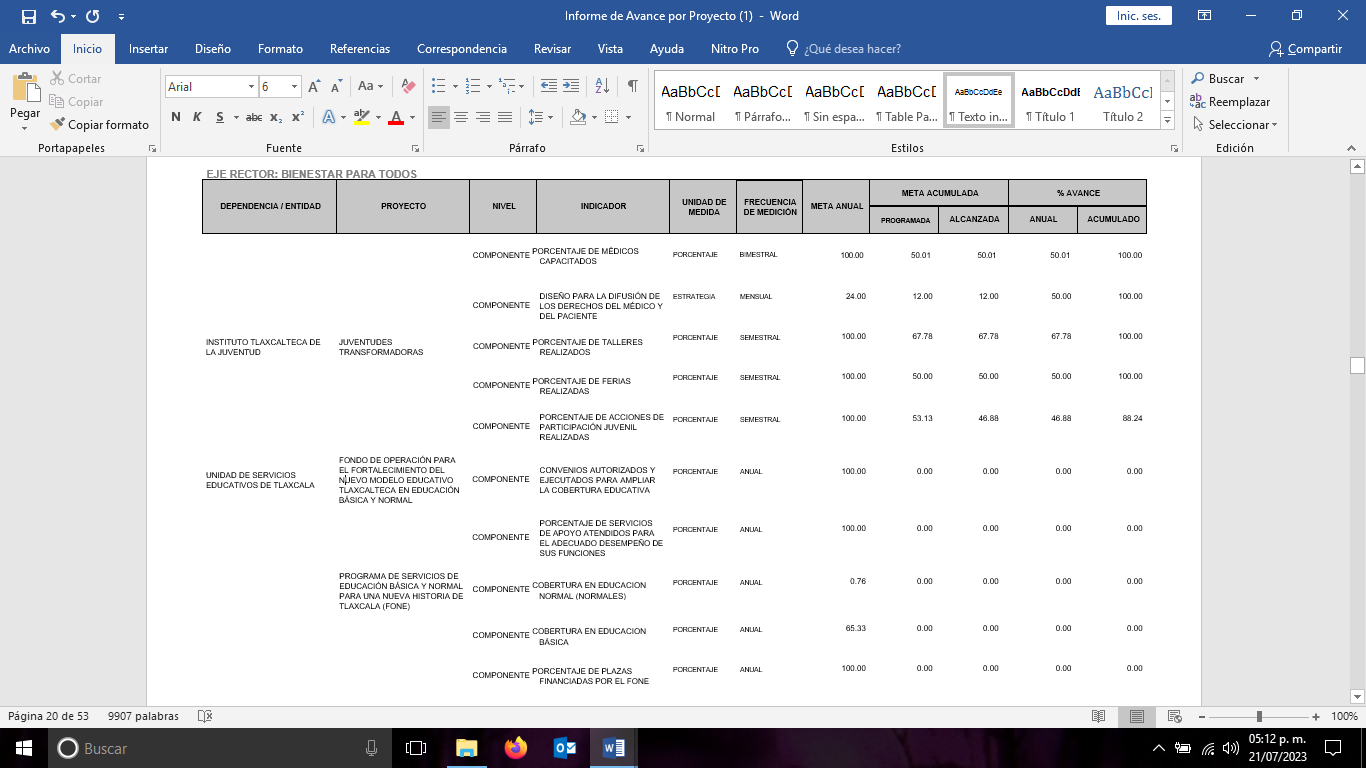 Informe de Avance por Proyecto (1) - Word
Inic. ses.
Archivo Inicio Insertar Diseño Formato Referencias Correspondencia Revisar Vista Ayuda Nitro Pro ¿Qué desea hacer? Compartir
Pegar
Cortar
Copiar
Copiar formato
Portapapeles
Arial 6
N K S abc x₂ x²
Fuente
Párrafo
AaBbCcI AaBbCcI AaBbCcI AaBbCcI AaBbCcDdEe AaBbCcDdE AaBbCcI
¶ Normal ¶ Párrafo... ¶ Sin espa... ¶ Table Pa... ¶ Texto in... ¶ Título 1 Título 2
Estilos
Buscar
Reemplazar
Seleccionar
Edición
EJE RECTOR: BIENESTAR PARA TODOS
DEPENDENCIA / ENTIDAD PROYECTO NIVEL INDICADOR UNIDAD DE MEDIDA FRECUENCIA DE MEDICIÓN META ANUAL META ACUMULADA % AVANCE
PROGRAMADA ALCANZADA ANUAL ACUMULADO
COMPONENTE PORCENTAJE DE MÉDICOS CAPACITADOS PORCENTAJE BIMESTRAL 100.00 50.01 50.01 50.01 100.00
COMPONENTE DISEÑO PARA LA DIFUSIÓN DE LOS DERECHOS DEL MÉDICO Y DEL PACIENTE ESTRATEGIA MENSUAL 24.00 12.00 12.00 50.00 100.00
INSTITUTO TLAXCALTECA DE LA JUVENTUD JUVENTUDES TRANSFORMADORAS COMPONENTE PORCENTAJE DE TALLERES REALIZADOS PORCENTAJE SEMESTRAL 100.00 67.78 67.78 67.78 100.00
COMPONENTE PORCENTAJE DE FERIAS REALIZADAS PORCENTAJE SEMESTRAL 100.00 50.00 50.00 50.00 100.00
COMPONENTE PORCENTAJE DE ACCIONES DE PARTICIPACIÓN JUVENIL REALIZADAS PORCENTAJE SEMESTRAL 100.00 53.13 46.88 46.88 88.24
UNIDAD DE SERVICIOS EDUCATIVOS DE TLAXCALA FONDO DE OPERACIÓN PARA EL FORTALECIMIENTO DEL NUEVO MODELO EDUCATIVO TLAXCALTECA EN EDUCACIÓN BÁSICA Y NORMAL COMPONENTE CONVENIOS AUTORIZADOS Y EJECUTADOS PARA AMPLIAR LA COBERTURA EDUCATIVA PORCENTAJE ANUAL 100.00 0.00 0.00 0.00 0.00
COMPONENTE PORCENTAJE DE SERVICIOS DE APOYO ATENDIDOS PARA EL ADECUADO DESEMPEÑO DE SUS FUNCIONES PORCENTAJE ANUAL 100.00 0.00 0.00 0.00 0.00
PROGRAMA DE SERVICIOS DE EDUCACIÓN BÁSICA Y NORMAL PARA UNA NUEVA HISTORIA DE TLAXCALA (FONE) COMPONENTE COBERTURA EN EDUCACION NORMAL (NORMALES) PORCENTAJE ANUAL 0.76 0.00 0.00 0.00 0.00
COMPONENTE COBERTURA EN EDUCACION BÁSICA PORCENTAJE ANUAL 65.33 0.00 0.00 0.00 0.00
COMPONENTE PORCENTAJE DE PLAZAS FINANCIADAS POR EL FONE PORCENTAJE ANUAL 100.00 0.00 0.00 0.00 0.00
Página 20 de 53 9907 palabras 100%
Buscar
05:12 p. m.
21/07/2023